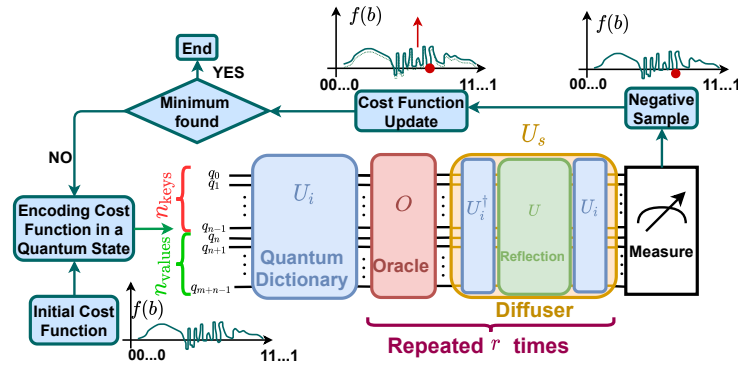 f(b)
00...0
11...1
f(b)
00...0
11...1
End
YES
Minimum
found
Cost Function
Update
Negative
Sample
NO
U_s
Encoding Cost
Function in a
Quantum State
n_keys
n_values
q_0
q_1
q_{n-1}
q_n
q_{n+1}
q_{m+n-1}
U_i
Quantum
Dictionary
O
Oracle
U_i^†
U
Reflection
U_i
Diffuser
Measure
Initial Cost
Function
f(b)
00...0
11...1
Repeated r times